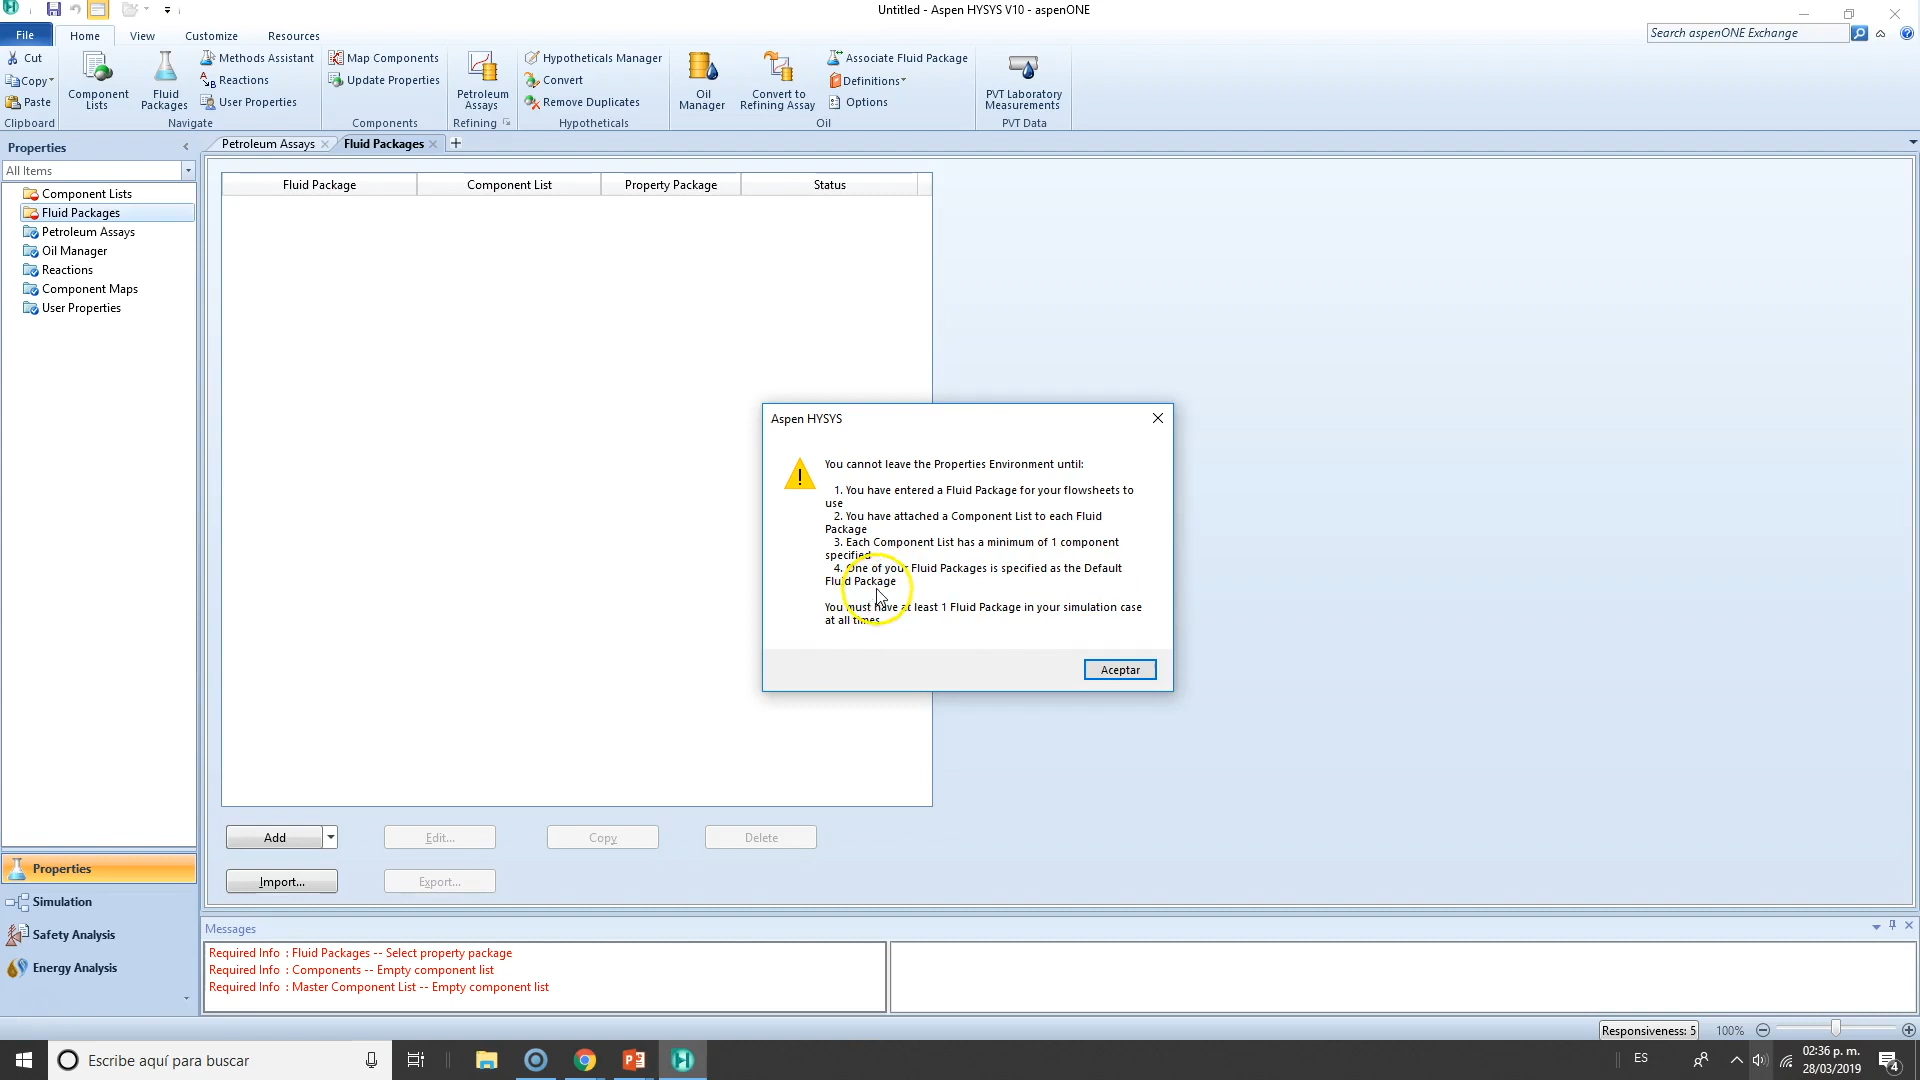 Untitled - Aspen HYSYS V10 - aspenONE
File
Home
View
Customize
Resources
Search aspenONE Exchange
Cut
Copy
Paste
Clipboard
Component Lists
Fluid Packages
Methods Assistant
Reactions
User Properties
Navigate
Map Components
Update Properties
Components
Petroleum Assays
Refining
Hypotheticals Manager
Convert
Remove Duplicates
Hypotheticals
Oil Manager
Convert to Refining Assay
Associate Fluid Package
Definitions
Options
Oil
PVT Laboratory Measurements
PVT Data
Properties
All Items
Component Lists
Fluid Packages
Petroleum Assays
Oil Manager
Reactions
Component Maps
User Properties
Petroleum Assays
Fluid Packages
Fluid Package
Component List
Property Package
Status
Aspen HYSYS
You cannot leave the Properties Environment until:
1. You have entered a Fluid Package for your flowsheets to
use
2. You have attached a Component List to each Fluid
Package
3. Each Component List has a minimum of 1 component
specified
4. One of your Fluid Packages is specified as the Default
Fluid Package
You must have at least 1 Fluid Package in your simulation case
at all times
Aceptar
Add
Edit...
Copy
Delete
Import...
Export...
Properties
Simulation
Safety Analysis
Energy Analysis
Messages
Required Info : Fluid Packages -- Select property package
Required Info : Components -- Empty component list
Required Info : Master Component List -- Empty component list
Responsiveness: 5
100%
Escribe aquí para buscar
ES
02:36 p. m.
28/03/2019
4